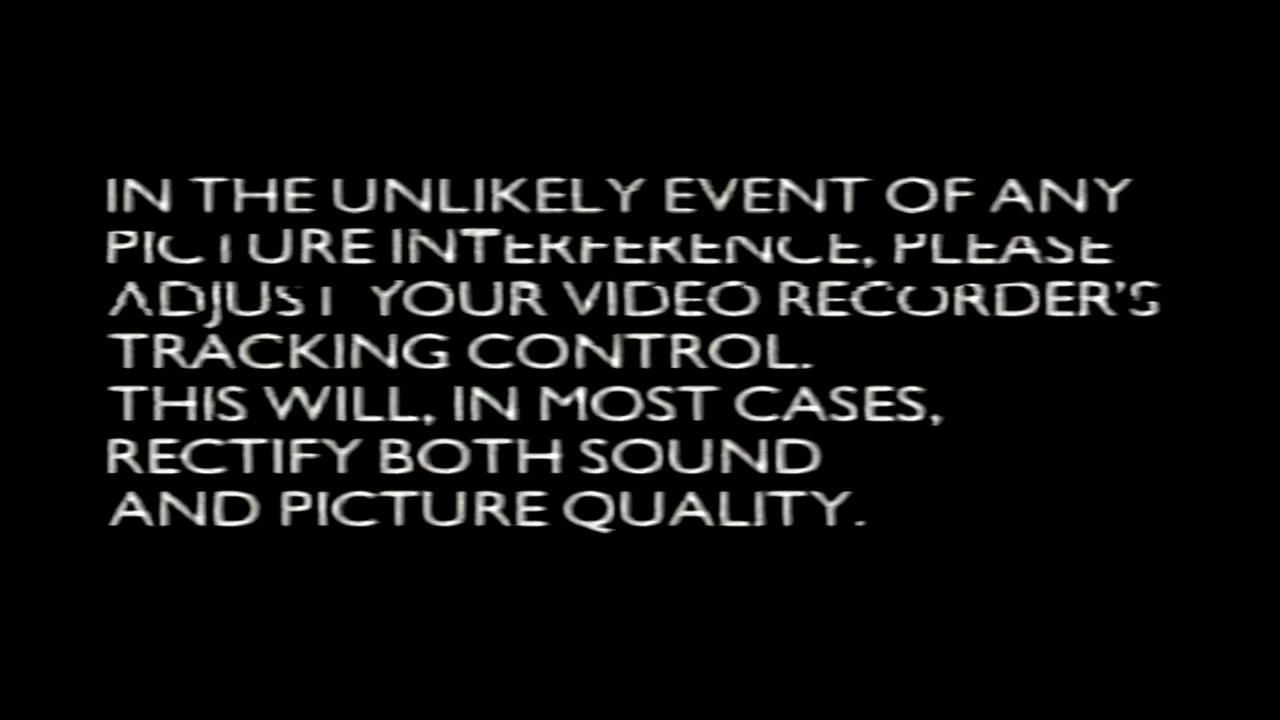 IN THE UNLIKELY EVENT OF ANY
PICTURE INTERFERENCE, PLEASE
ADJUST YOUR VIDEO RECORDER'S
TRACKING CONTROL.
THIS WILL, IN MOST CASES,
RECTIFY BOTH SOUND
AND PICTURE QUALITY.